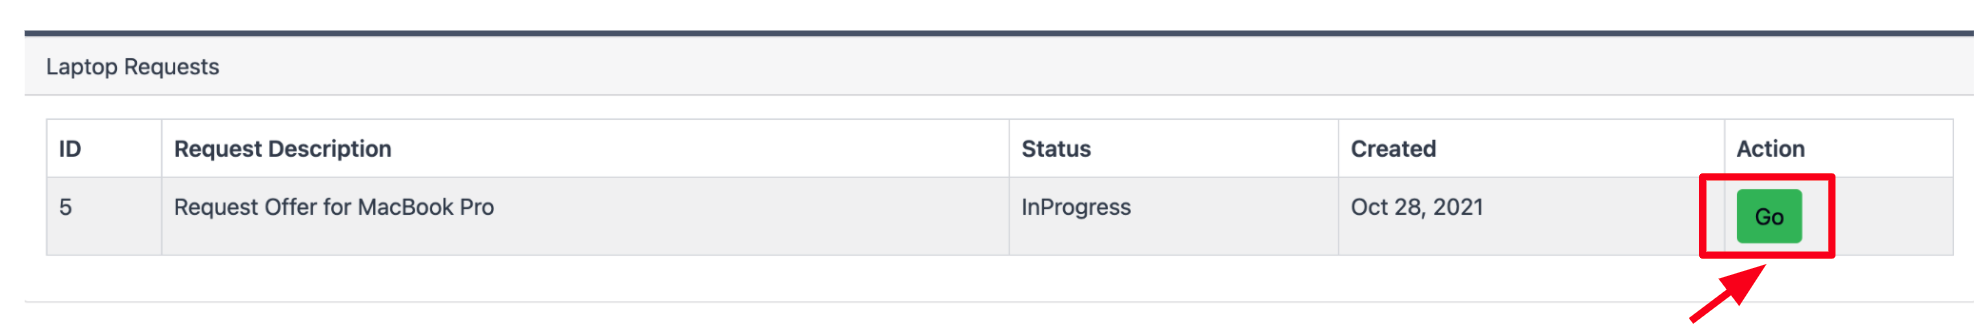 Laptop Requests
ID Request Description Status Created Action
5 Request Offer for MacBook Pro InProgress Oct 28, 2021 Go